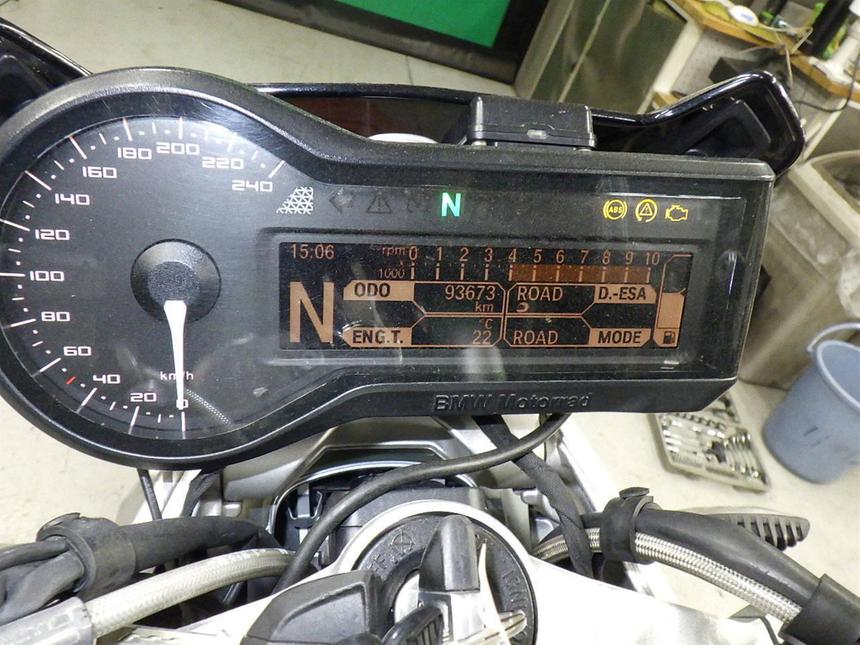 200
180
220
160
240
140
120
100
80
60
40
20
0
km/h
N
ABS
15:06
rpm 0 1 2 3 4 5 6 7 8 9 10
x 1000
N
ODO 93673 km
ROAD D.-ESA
ENG.T. °C 22
ROAD MODE
BMW Motorrad